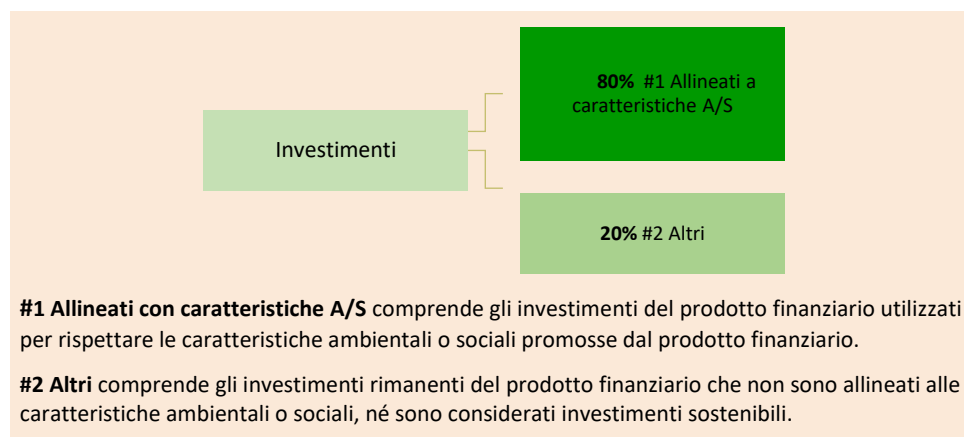 80% #1 Allineati a
caratteristiche A/S
Investimenti
20% #2 Altri
#1 Allineati con caratteristiche A/S comprende gli investimenti del prodotto finanziario utilizzati
per rispettare le caratteristiche ambientali o sociali promosse dal prodotto finanziario.
#2 Altri comprende gli investimenti rimanenti del prodotto finanziario che non sono allineati alle
caratteristiche ambientali o sociali, né sono considerati investimenti sostenibili.